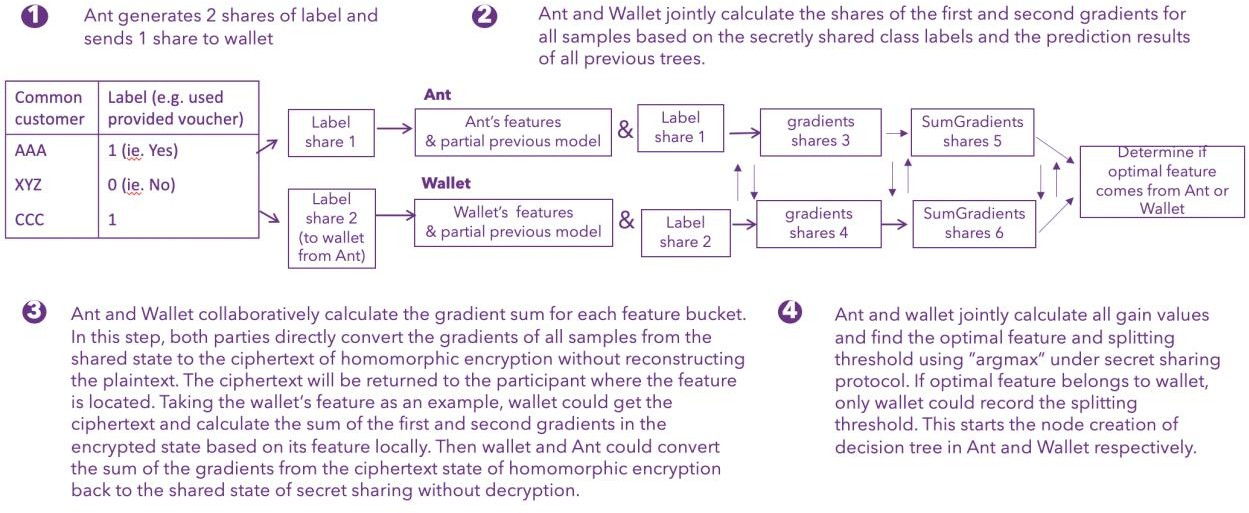 1
Ant generates 2 shares of label and
sends 1 share to wallet
2
Ant and Wallet jointly calculate the shares of the first and second gradients for
all samples based on the secretly shared class labels and the prediction results
of all previous trees.
Common
customer
Label (e.g. used
provided voucher)
AAA
1 (ie. Yes)
XYZ
0 (ie. No)
CCC
1
Label
share 1
Ant
Ant's features
& partial previous model
&
Label
share 1
gradients
shares 3
SumGradients
shares 5
Label
share 2
(to wallet
from Ant)
Wallet
Wallet's features
& partial previous model
&
Label
share 2
gradients
shares 4
SumGradients
shares 6
Determine if
optimal feature
comes from Ant or
Wallet
3
Ant and Wallet collaboratively calculate the gradient sum for each feature bucket.
In this step, both parties directly convert the gradients of all samples from the
shared state to the ciphertext of homomorphic encryption without reconstructing
the plaintext. The ciphertext will be returned to the participant where the feature
is located. Taking the wallet's feature as an example, wallet could get the
ciphertext and calculate the sum of the first and second gradients in the
encrypted state based on its feature locally. Then wallet and Ant could convert
the sum of the gradients from the ciphertext state of homomorphic encryption
back to the shared state of secret sharing without decryption.
4
Ant and wallet jointly calculate all gain values
and find the optimal feature and splitting
threshold using "argmax" under secret sharing
protocol. If optimal feature belongs to wallet,
only wallet could record the splitting
threshold. This starts the node creation of
decision tree in Ant and Wallet respectively.